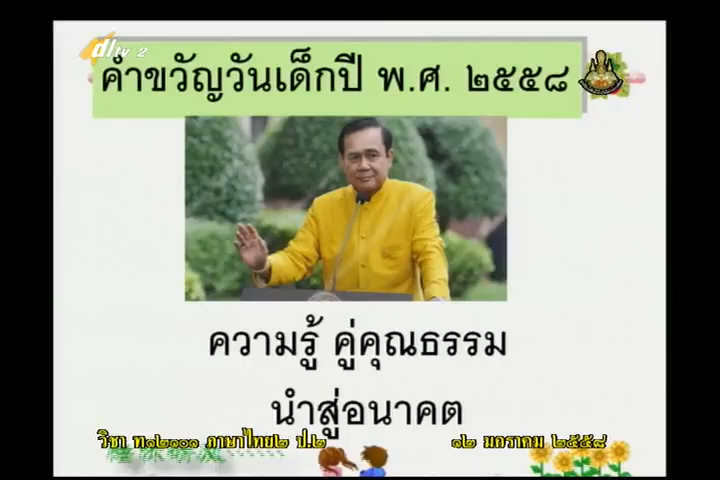 dltv 2
คำขวัญวันเด็กปี พ.ศ. ๒๕๕๘
ความรู้ คู่คุณธรรม
นำสู่อนาคต
วิชา ท๑๒๑๐๑ ภาษาไทย๒ ป.๒
๑๒ มกราคม ๒๕๕๘